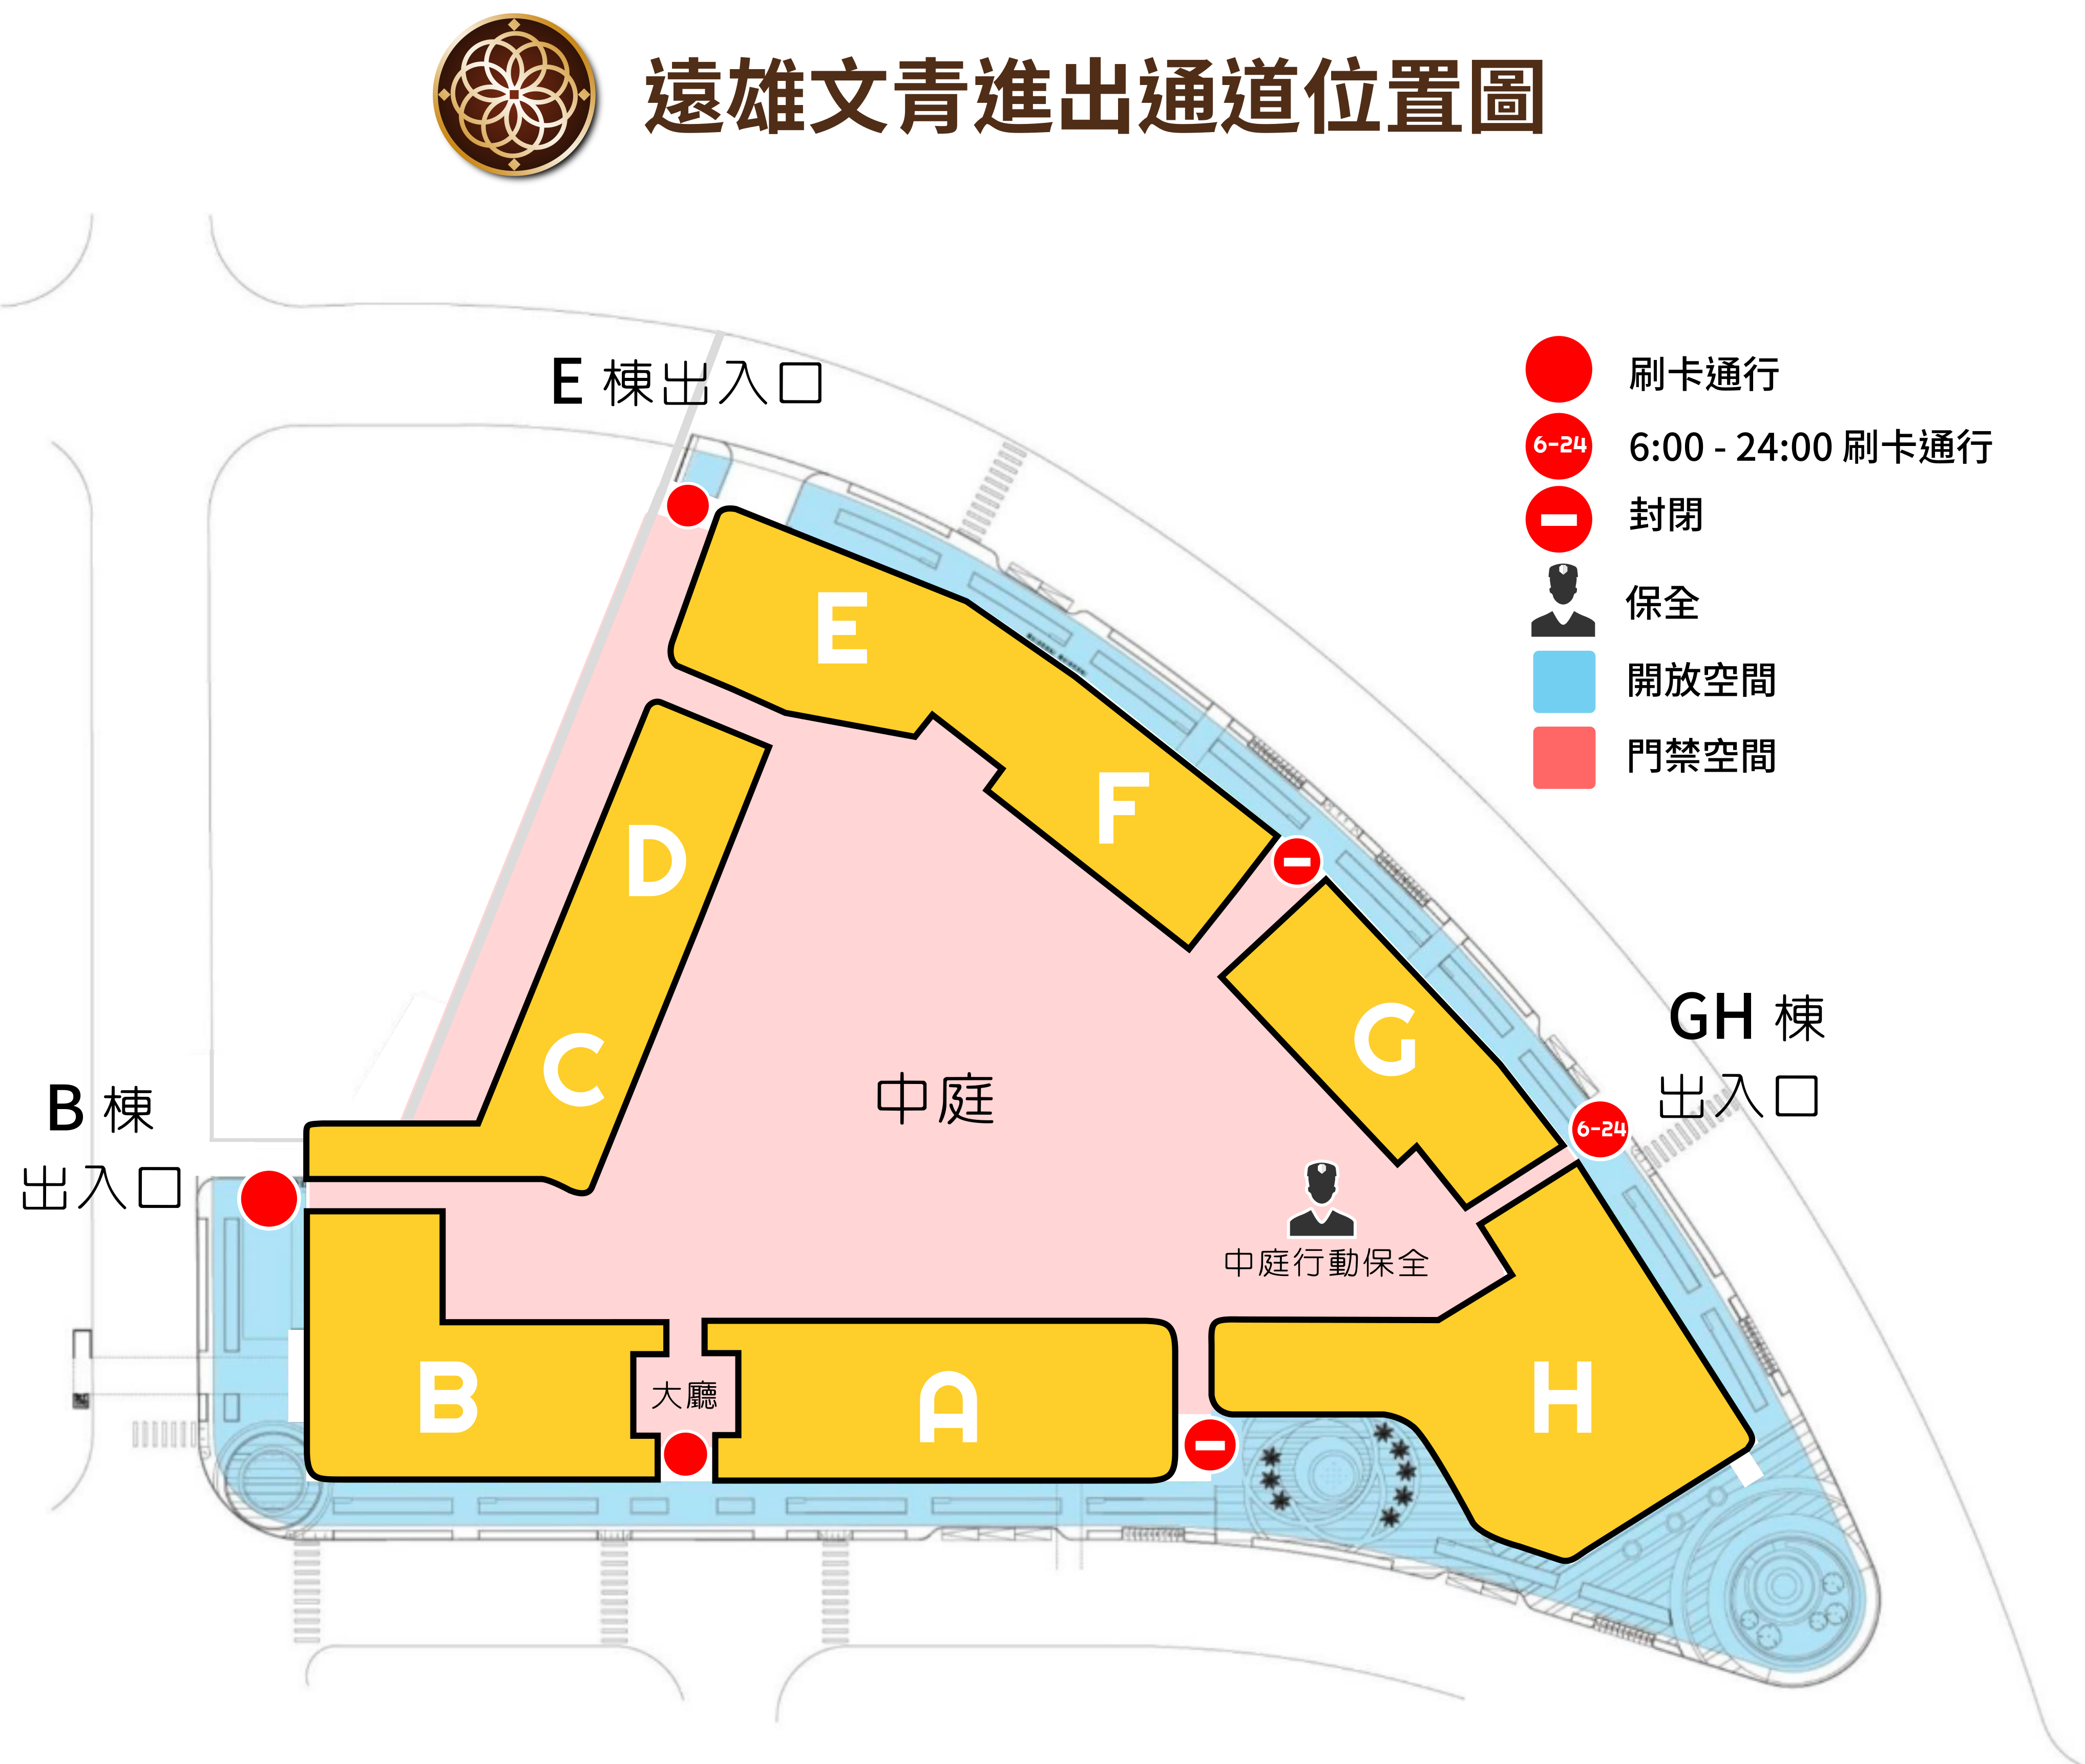 遠雄文青進出通道位置圖
E 棟出入口
刷卡通行
6-24
6:00 - 24:00 刷卡通行
封閉
保全
開放空間
門禁空間
E
F
D
C
G
GH 棟
出入口
6-24
中庭
B 棟
出入口
中庭行動保全
B
大廳
A
H